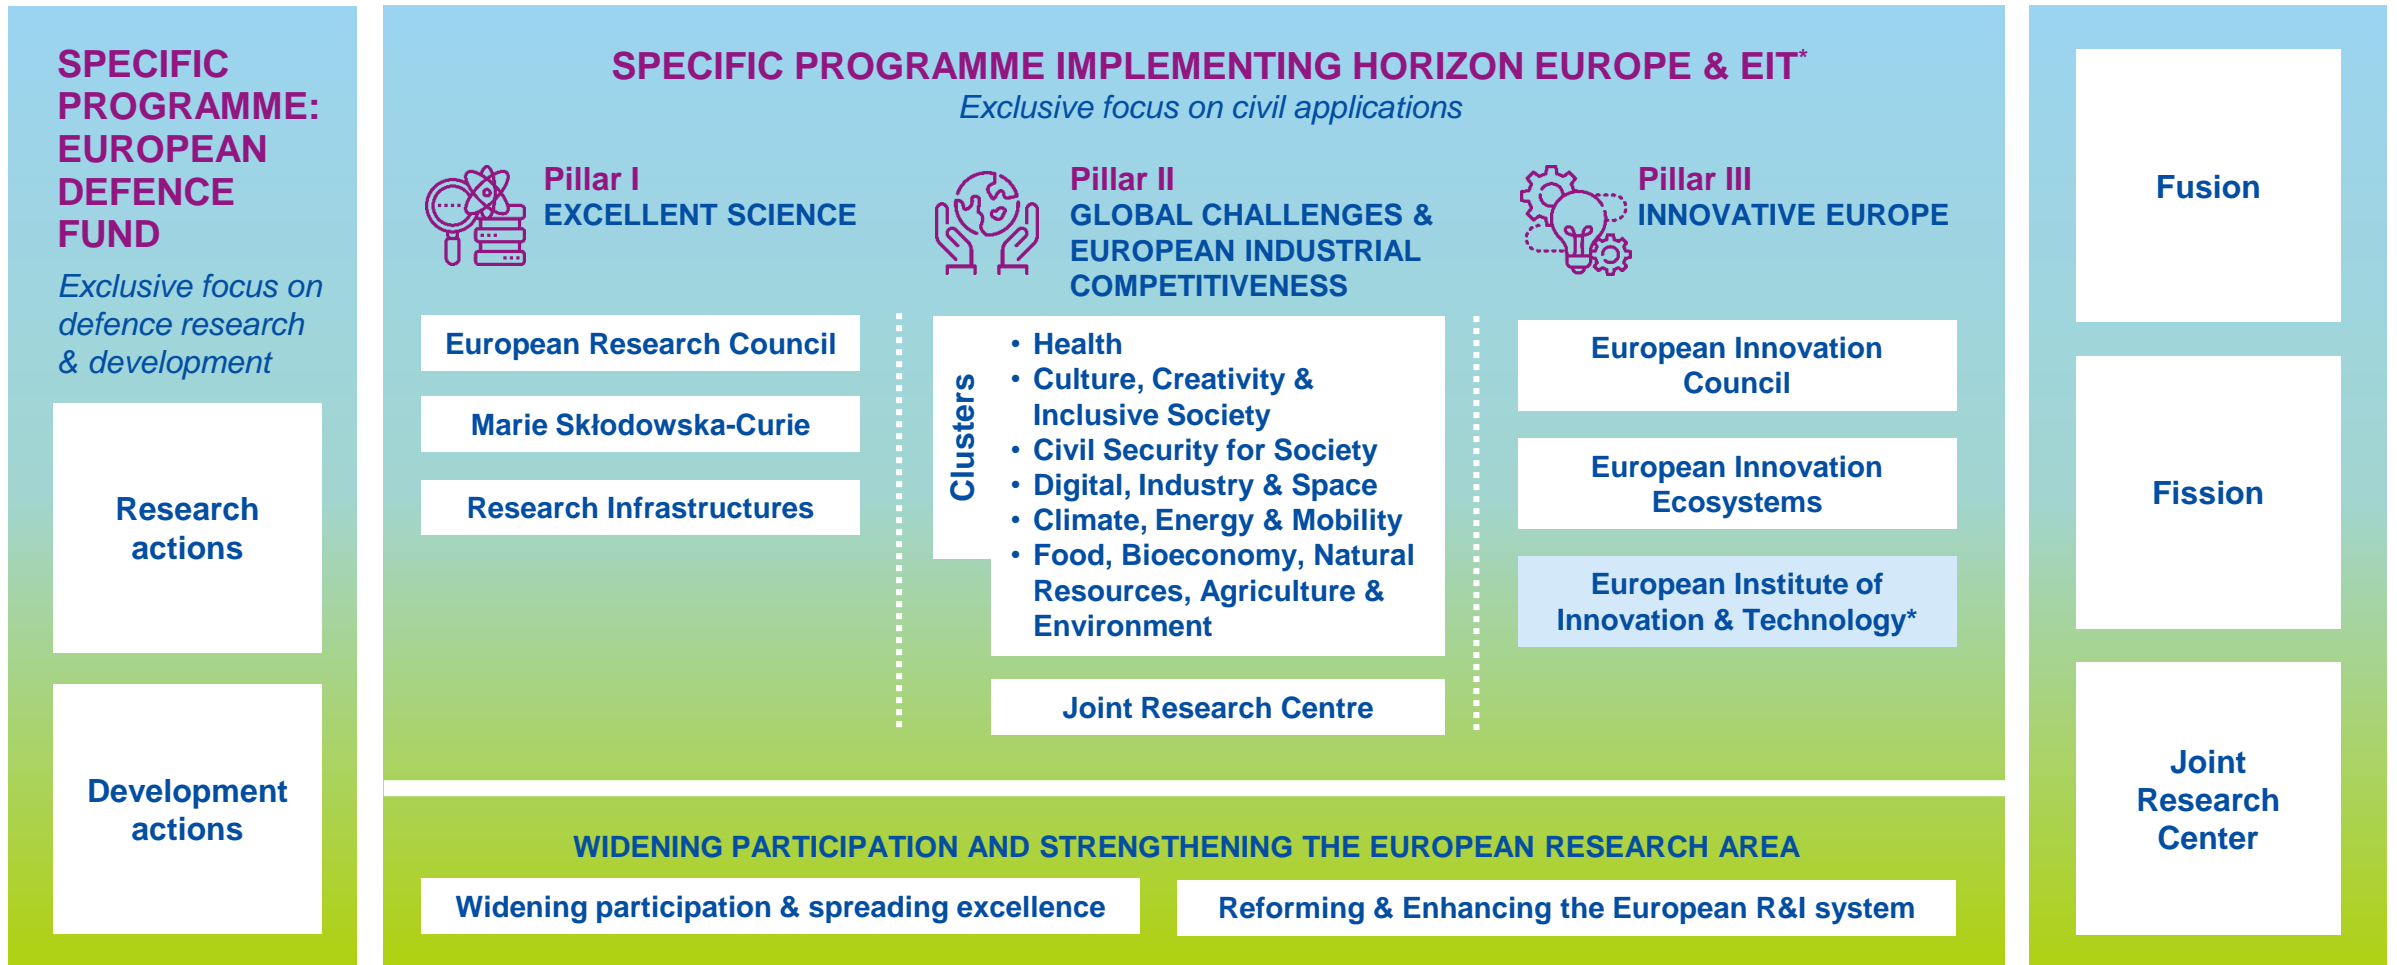 SPECIFIC
PROGRAMME:
EUROPEAN
DEFENCE
FUND
Exclusive focus on
defence research
& development
Research
actions
Development
actions
SPECIFIC PROGRAMME IMPLEMENTING HORIZON EUROPE & EIT*
Exclusive focus on civil applications
Pillar I
EXCELLENT SCIENCE
European Research Council
Marie Skłodowska-Curie
Research Infrastructures
Pillar II
GLOBAL CHALLENGES &
EUROPEAN INDUSTRIAL
COMPETITIVENESS
Clusters
• Health
• Culture, Creativity &
Inclusive Society
• Civil Security for Society
• Digital, Industry & Space
• Climate, Energy & Mobility
• Food, Bioeconomy, Natural
Resources, Agriculture &
Environment
Joint Research Centre
Pillar III
INNOVATIVE EUROPE
European Innovation
Council
European Innovation
Ecosystems
European Institute of
Innovation & Technology*
WIDENING PARTICIPATION AND STRENGTHENING THE EUROPEAN RESEARCH AREA
Widening participation & spreading excellence
Reforming & Enhancing the European R&I system
Fusion
Fission
Joint
Research
Center